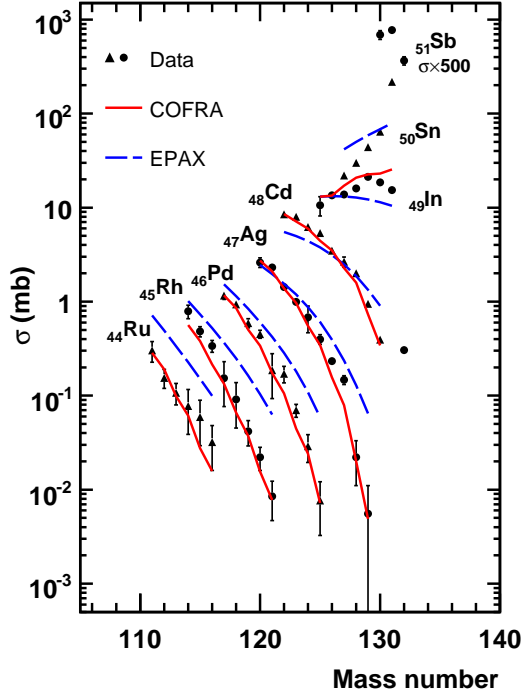 10³
₅₁Sb
σ×500
Data
COFRA
EPAX
10²
₅₀Sn
₄₉In
₄₈Cd
10
₄₇Ag
₄₆Pd
₄₅Rh
₄₄Ru
1
10⁻¹
10⁻²
10⁻³
σ (mb)
110 120 130 140
Mass number